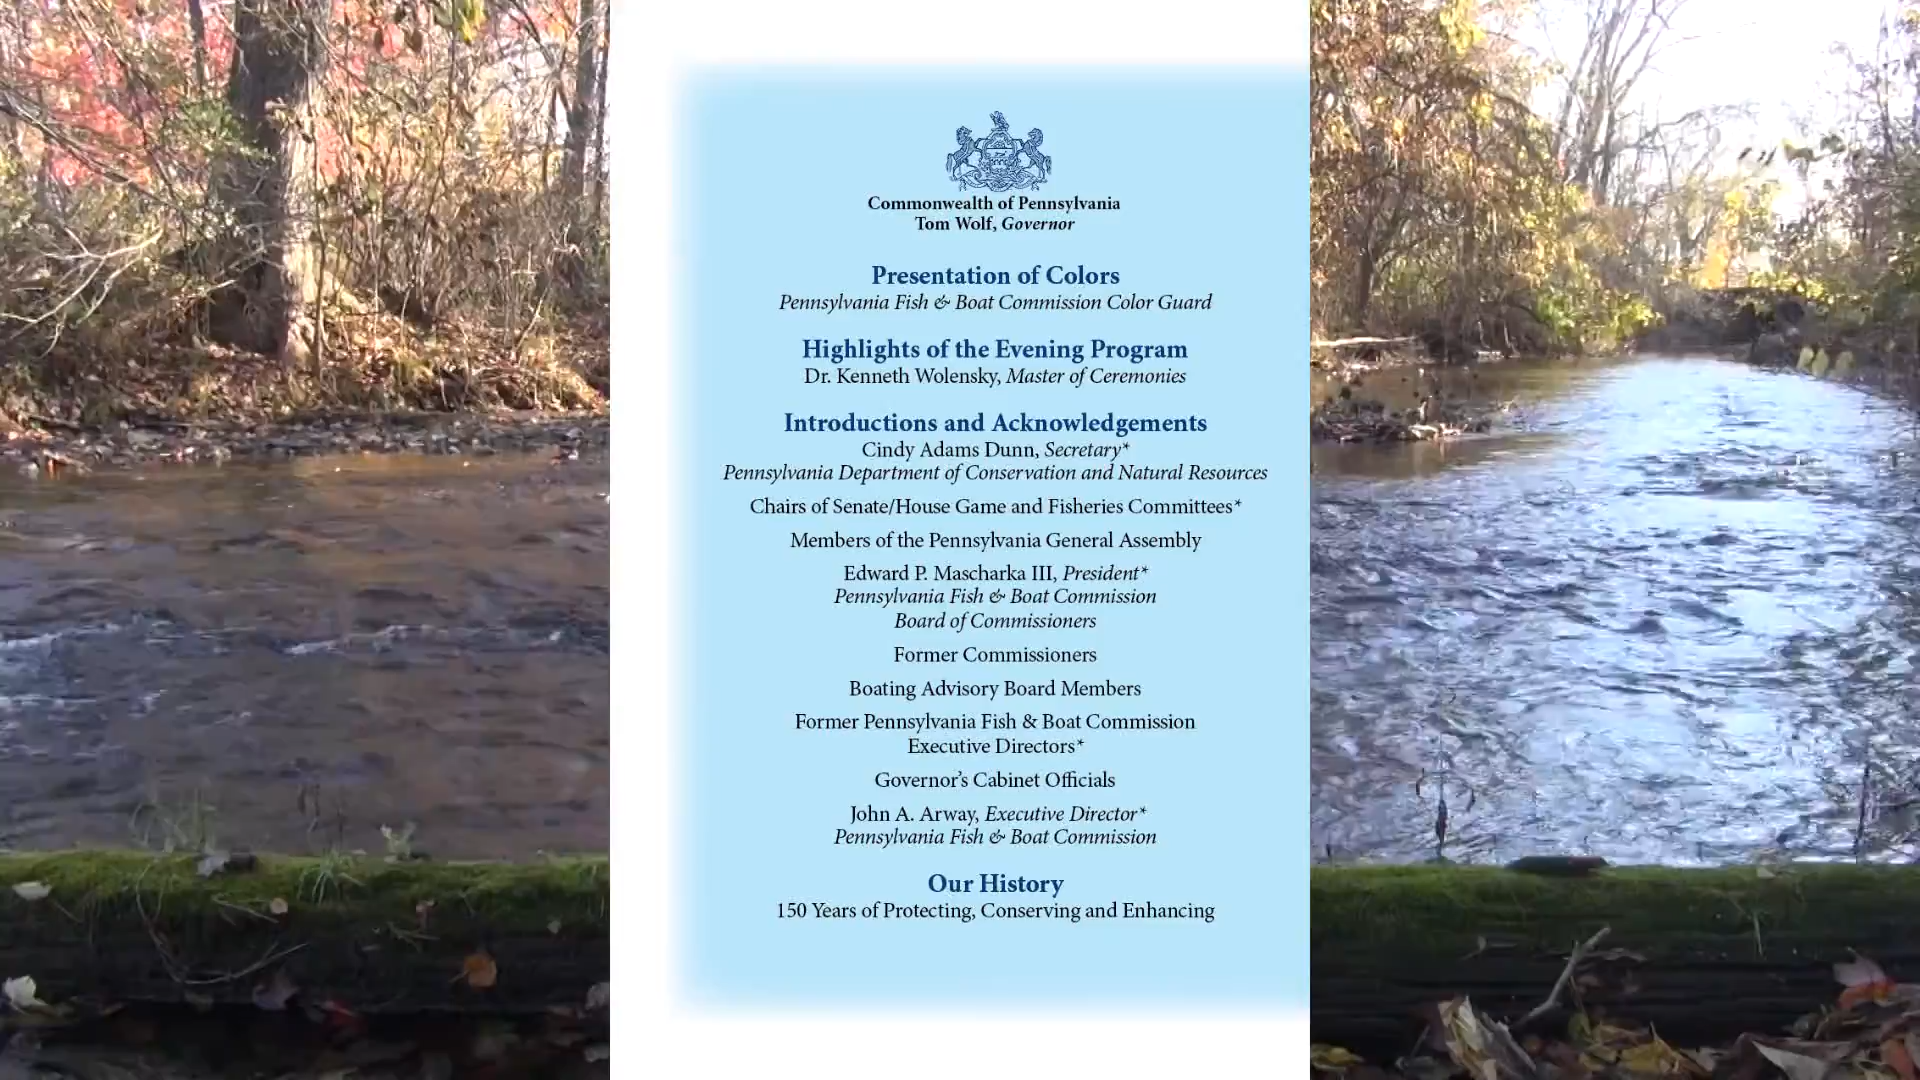 Commonwealth of Pennsylvania
Tom Wolf, Governor
Presentation of Colors
Pennsylvania Fish & Boat Commission Color Guard
Highlights of the Evening Program
Dr. Kenneth Wolensky, Master of Ceremonies
Introductions and Acknowledgements
Cindy Adams Dunn, Secretary*
Pennsylvania Department of Conservation and Natural Resources
Chairs of Senate/House Game and Fisheries Committees*
Members of the Pennsylvania General Assembly
Edward P. Mascharka III, President*
Pennsylvania Fish & Boat Commission
Board of Commissioners
Former Commissioners
Boating Advisory Board Members
Former Pennsylvania Fish & Boat Commission
Executive Directors*
Governor's Cabinet Officials
John A. Arway, Executive Director*
Pennsylvania Fish & Boat Commission
Our History
150 Years of Protecting, Conserving and Enhancing